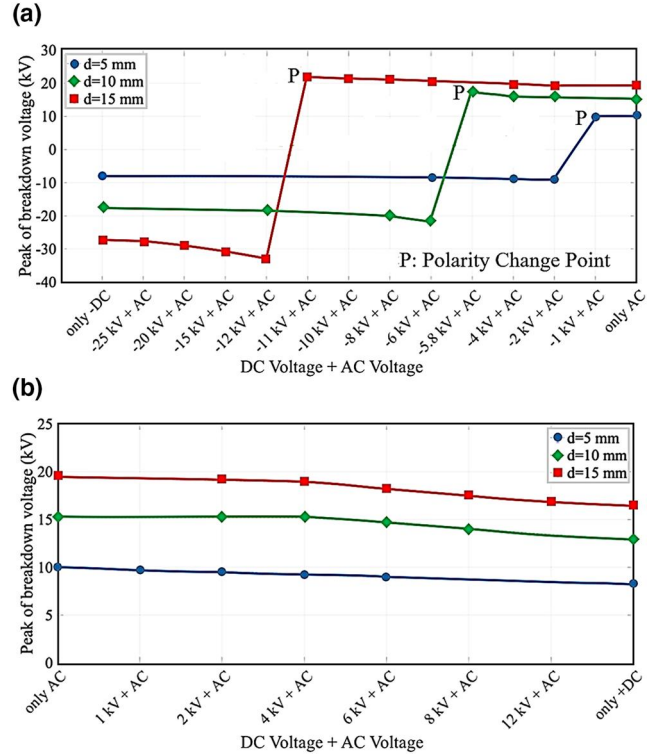 (a)
Peak of breakdown voltage (kV)
30
20
10
0
-10
-20
-30
-40
d=5 mm
d=10 mm
d=15 mm
P
P
P
P: Polarity Change Point
only -DC
-25 kV + AC
-20 kV + AC
-15 kV + AC
-12 kV + AC
-11 kV + AC
-10 kV + AC
-8 kV + AC
-6 kV + AC
-5.8 kV + AC
-4 kV + AC
-2 kV + AC
-1 kV + AC
only AC
DC Voltage + AC Voltage
(b)
Peak of breakdown voltage (kV)
25
20
15
10
5
0
d=5 mm
d=10 mm
d=15 mm
only AC
1 kV + AC
2 kV + AC
4 kV + AC
6 kV + AC
8 kV + AC
12 kV + AC
only +DC
DC Voltage + AC Voltage